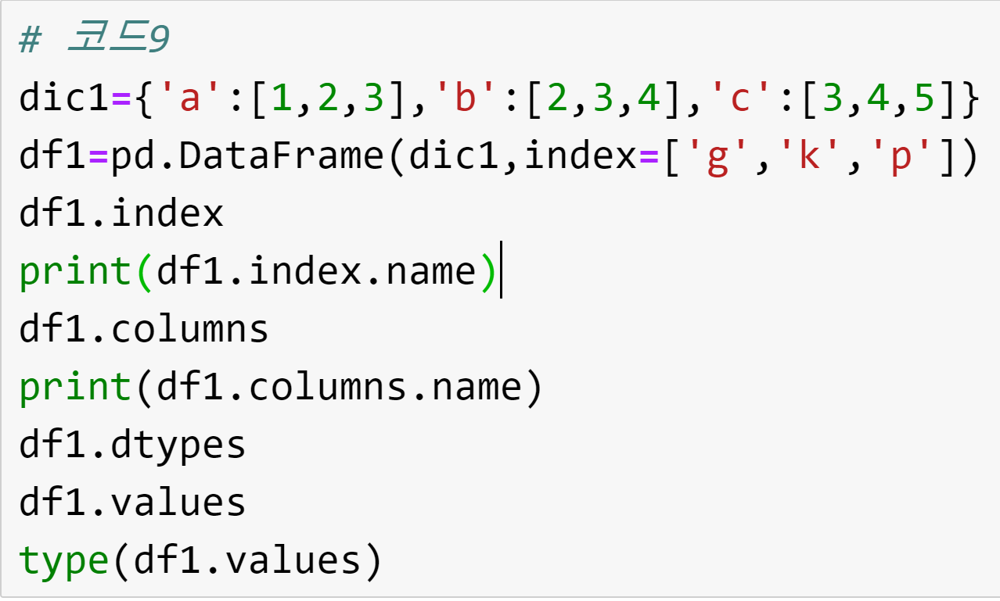 # 코드9
dic1={'a':[1,2,3],'b':[2,3,4],'c':[3,4,5]}
df1=pd.DataFrame(dic1,index=['g','k','p'])
df1.index
print(df1.index.name)
df1.columns
print(df1.columns.name)
df1.dtypes
df1.values
type(df1.values)